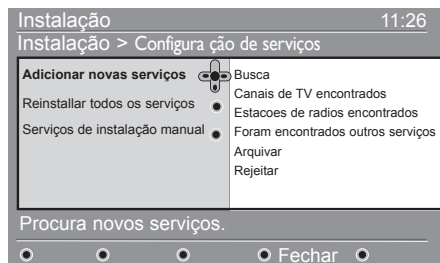 Instalação 11:26
Instalação > Configura ção de serviços
Adicionar novas serviços
Reinstallar todos os serviços
Serviços de instalação manual
Busca
Canais de TV encontrados
Estacoes de radios encontrados
Foram encontrados outros serviços
Arquivar
Rejeitar
Procura novos serviços.
Fechar